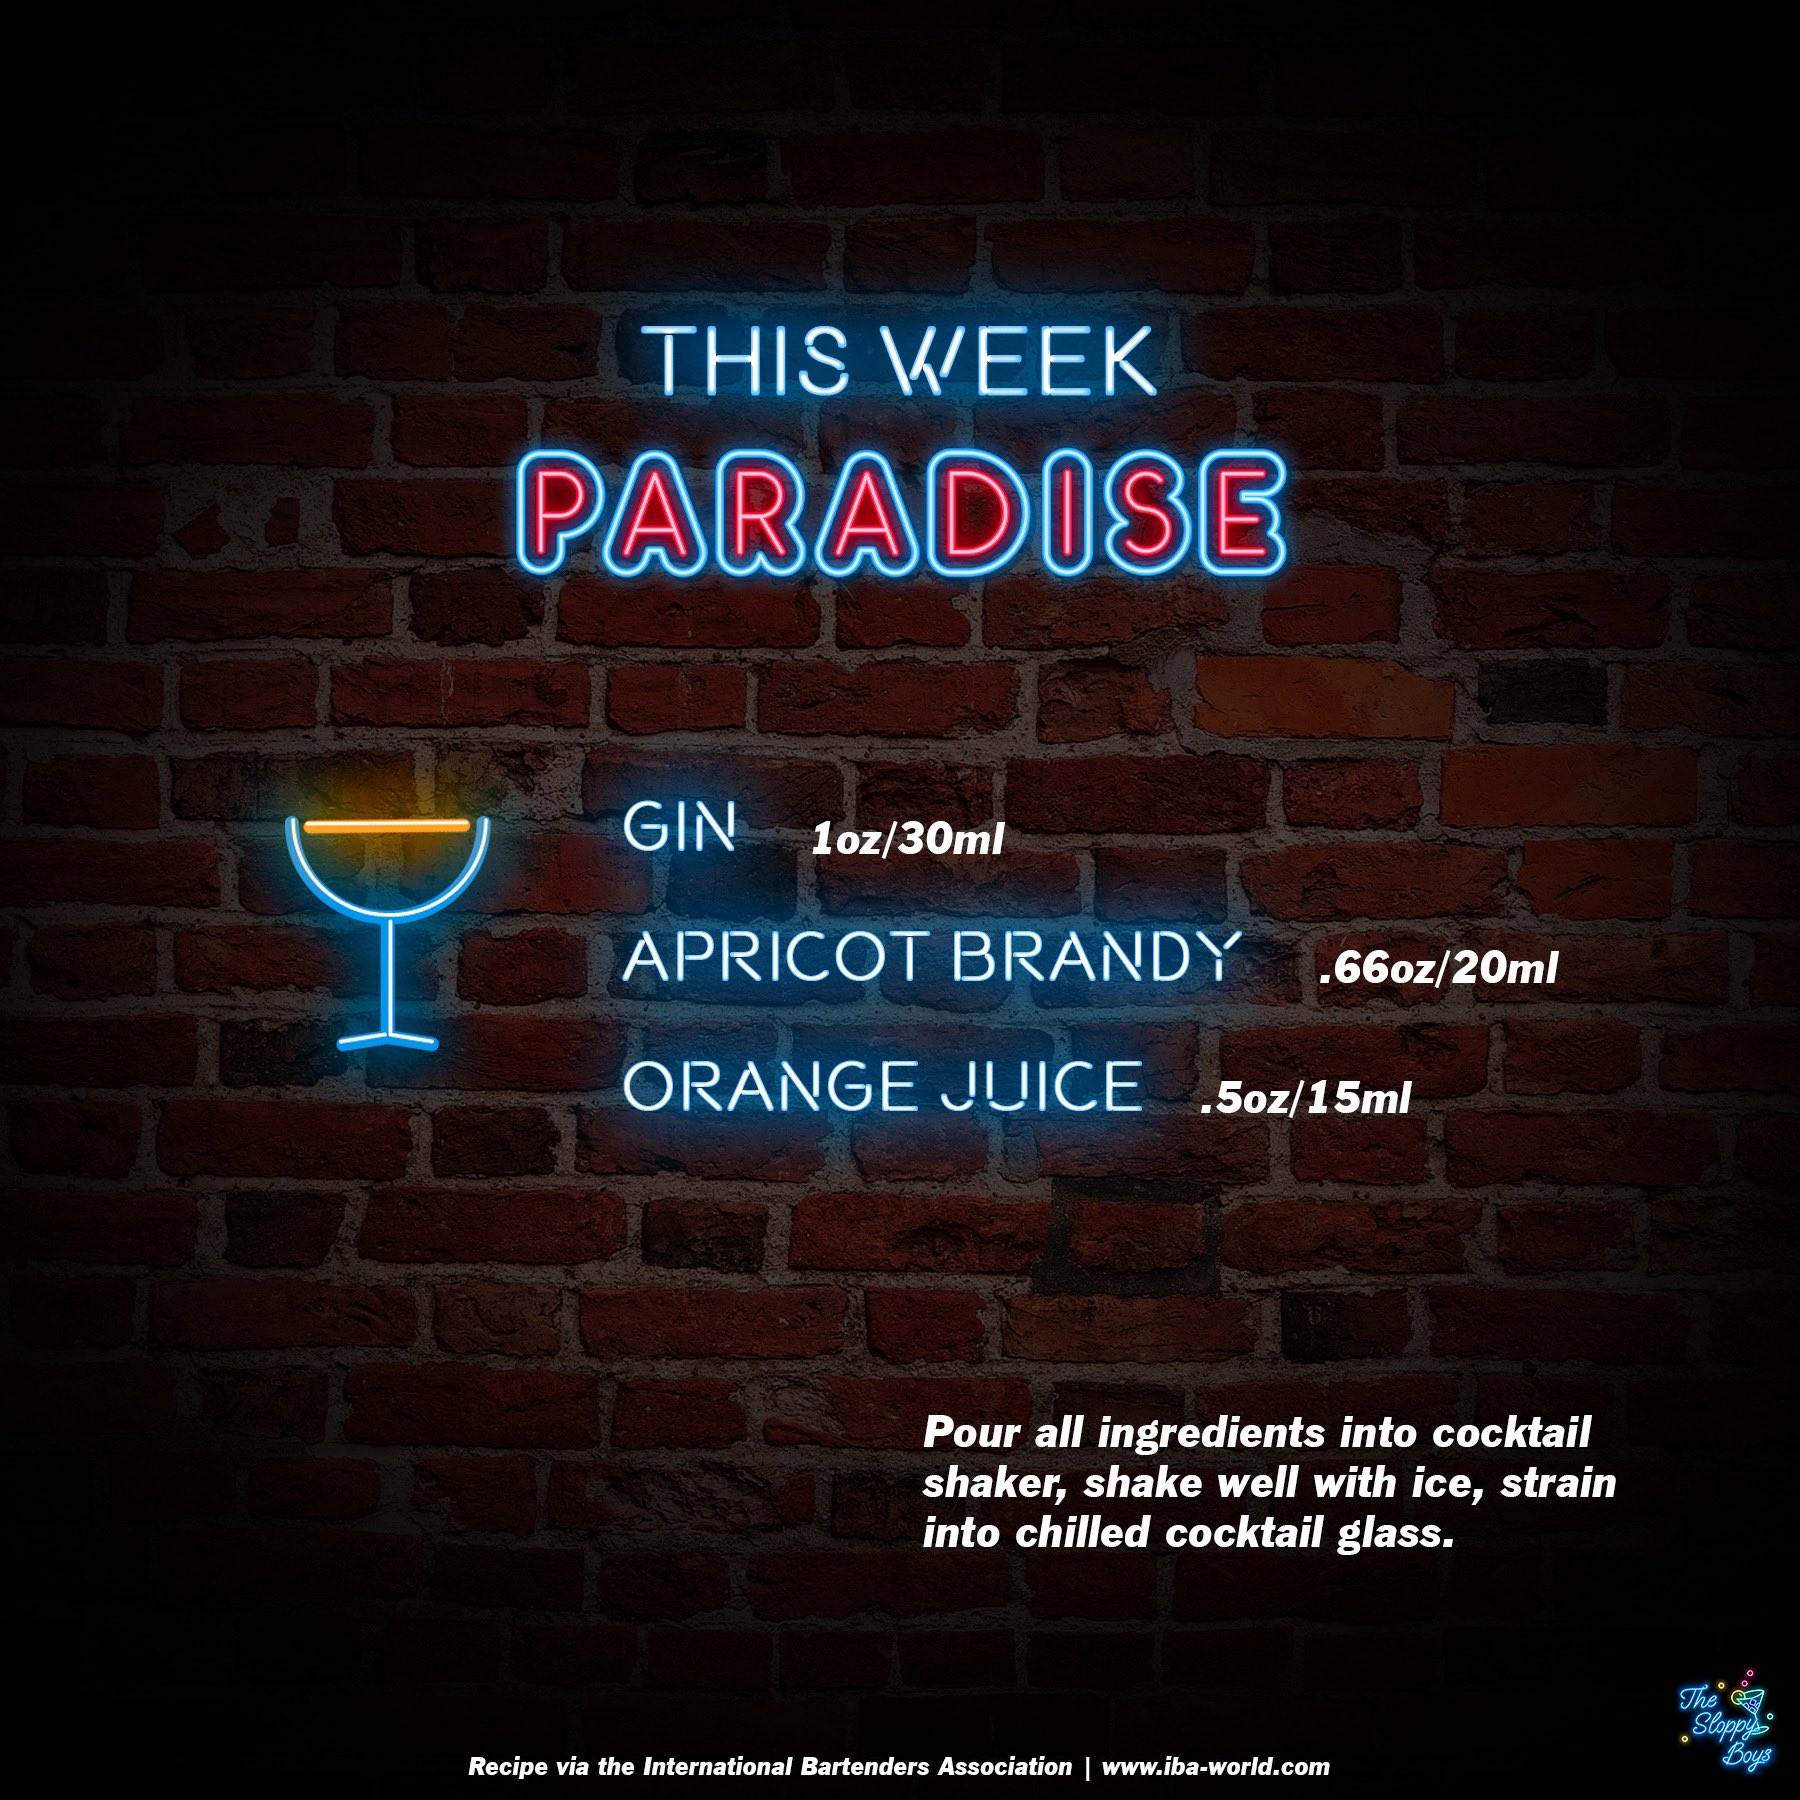 THIS WEEK
PARADISE
GIN 1oz/30ml
APRICOT BRANDY .66oz/20ml
ORANGE JUICE .5oz/15ml
Pour all ingredients into cocktail
shaker, shake well with ice, strain
into chilled cocktail glass.
The
Sloppy
Boys
Recipe via the International Bartenders Association | www.iba-world.com